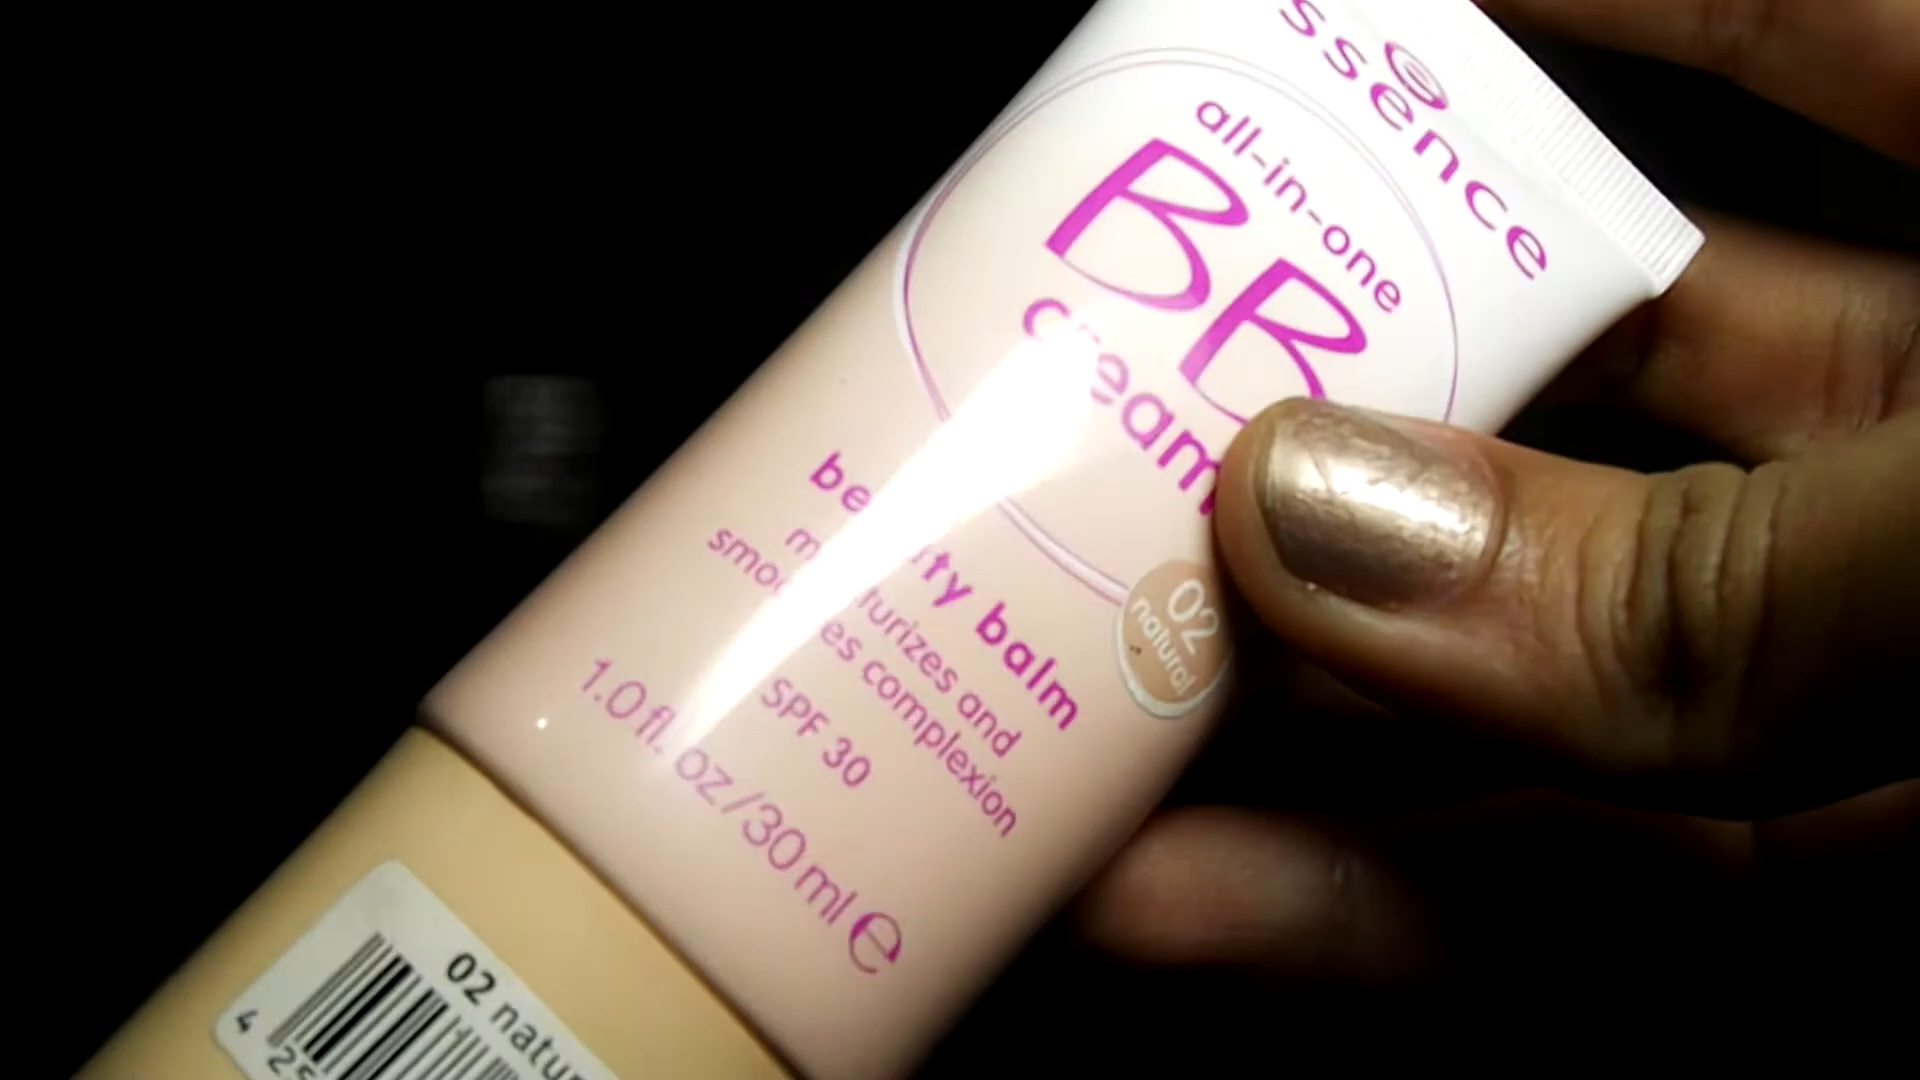 ssence
all-in-one
BB
cream
beauty balm
moisturizes and
smoothes complexion
SPF 30
1.0 fl. oz/30 ml e
02
natural
02 natur
4
25